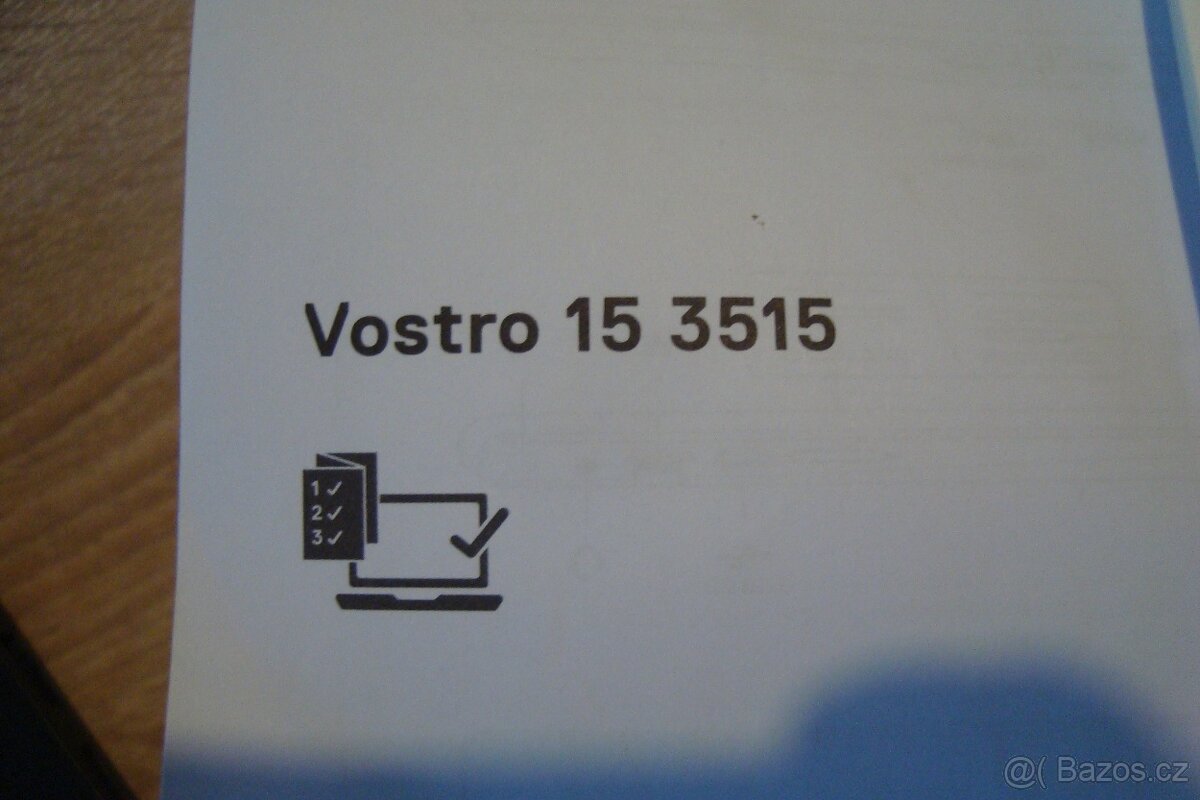 Vostro 15 3515
1 ✓
2 ✓
3 ✓
@( Bazos.cz